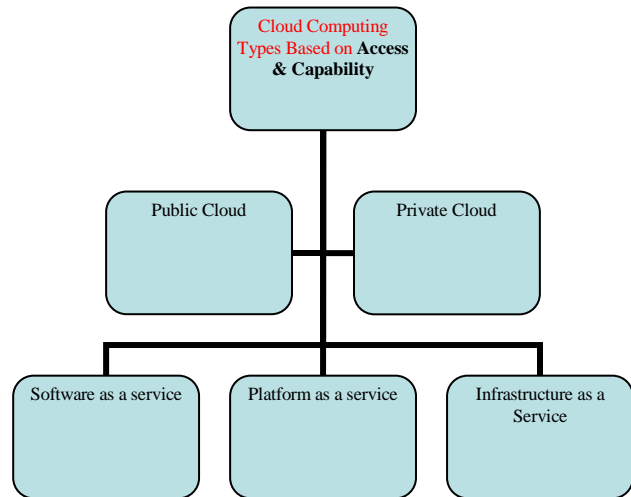 Cloud Computing
Types Based on Access
& Capability
Public Cloud
Private Cloud
Software as a service
Platform as a service
Infrastructure as a
Service